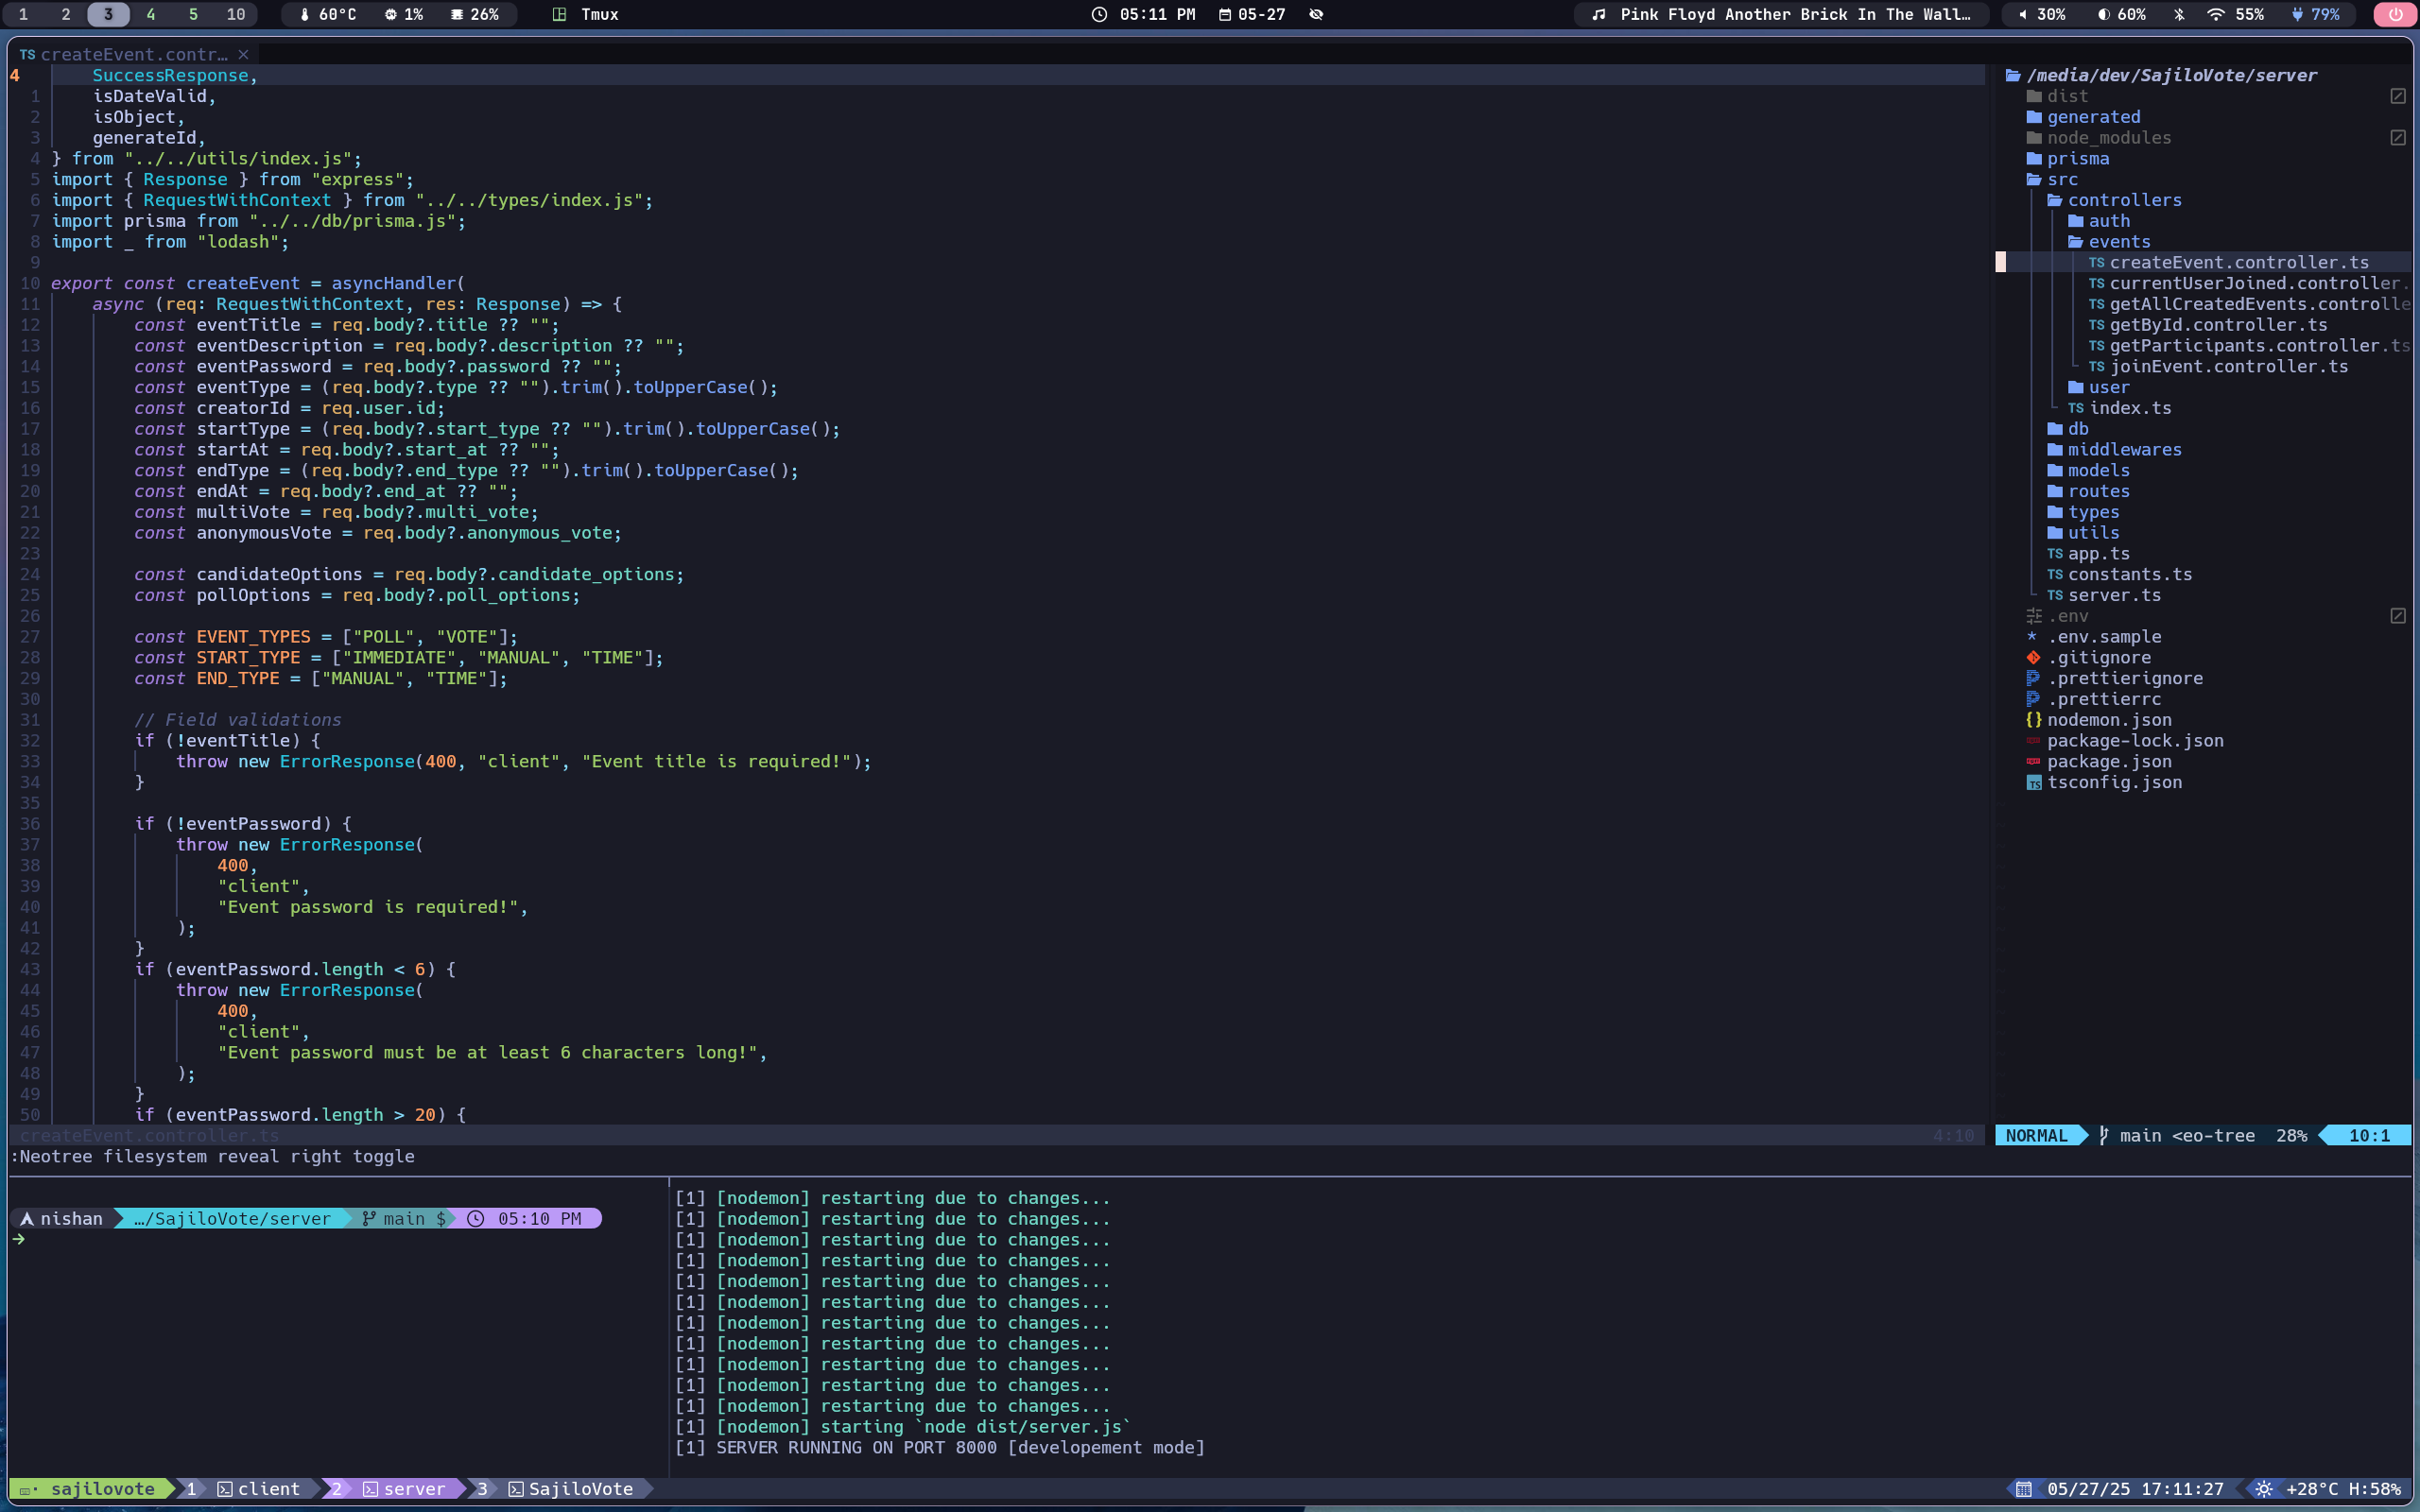 1 2 3 4 5 10 60°C 1% 26% Tmux 05:11 PM 05-27 Pink Floyd Another Brick In The Wall… 30% 60% 55% 79%
TS createEvent.contr… ×
4 SuccessResponse,
1 isDateValid,
2 isObject,
3 generateId,
4 } from "../../utils/index.js";
5 import { Response } from "express";
6 import { RequestWithContext } from "../../types/index.js";
7 import prisma from "../../db/prisma.js";
8 import _ from "lodash";
9
10 export const createEvent = asyncHandler(
11 async (req: RequestWithContext, res: Response) => {
12 const eventTitle = req.body?.title ?? "";
13 const eventDescription = req.body?.description ?? "";
14 const eventPassword = req.body?.password ?? "";
15 const eventType = (req.body?.type ?? "").trim().toUpperCase();
16 const creatorId = req.user.id;
17 const startType = (req.body?.start_type ?? "").trim().toUpperCase();
18 const startAt = req.body?.start_at ?? "";
19 const endType = (req.body?.end_type ?? "").trim().toUpperCase();
20 const endAt = req.body?.end_at ?? "";
21 const multiVote = req.body?.multi_vote;
22 const anonymousVote = req.body?.anonymous_vote;
23
24 const candidateOptions = req.body?.candidate_options;
25 const pollOptions = req.body?.poll_options;
26
27 const EVENT_TYPES = ["POLL", "VOTE"];
28 const START_TYPE = ["IMMEDIATE", "MANUAL", "TIME"];
29 const END_TYPE = ["MANUAL", "TIME"];
30
31 // Field validations
32 if (!eventTitle) {
33 throw new ErrorResponse(400, "client", "Event title is required!");
34 }
35
36 if (!eventPassword) {
37 throw new ErrorResponse(
38 400,
39 "client",
40 "Event password is required!",
41 );
42 }
43 if (eventPassword.length < 6) {
44 throw new ErrorResponse(
45 400,
46 "client",
47 "Event password must be at least 6 characters long!",
48 );
49 }
50 if (eventPassword.length > 20) {
createEvent.controller.ts 4:10
/media/dev/SajiloVote/server
dist
generated
node_modules
prisma
src
controllers
auth
events
TS createEvent.controller.ts
TS currentUserJoined.controller.
TS getAllCreatedEvents.controlle
TS getById.controller.ts
TS getParticipants.controller.ts
TS joinEvent.controller.ts
user
TS index.ts
db
middlewares
models
routes
types
utils
TS app.ts
TS constants.ts
TS server.ts
.env
* .env.sample
.gitignore
.prettierignore
.prettierrc
{} nodemon.json
package-lock.json
package.json
TS tsconfig.json
NORMAL main <eo-tree 28% 10:1
:Neotree filesystem reveal right toggle
nishan …/SajiloVote/server main $ 05:10 PM
➜
[1] [nodemon] restarting due to changes...
[1] [nodemon] restarting due to changes...
[1] [nodemon] restarting due to changes...
[1] [nodemon] restarting due to changes...
[1] [nodemon] restarting due to changes...
[1] [nodemon] restarting due to changes...
[1] [nodemon] restarting due to changes...
[1] [nodemon] restarting due to changes...
[1] [nodemon] restarting due to changes...
[1] [nodemon] restarting due to changes...
[1] [nodemon] restarting due to changes...
[1] [nodemon] starting `node dist/server.js`
[1] SERVER RUNNING ON PORT 8000 [developement mode]
sajilovote 1 client 2 server 3 SajiloVote 05/27/25 17:11:27 +28°C H:58%